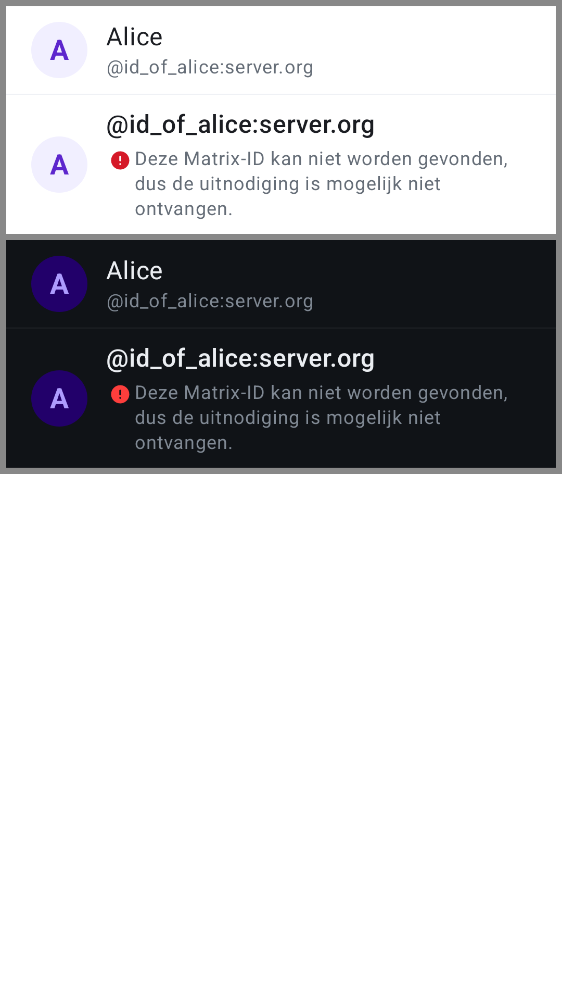 A
Alice
@id_of_alice:server.org
A
@id_of_alice:server.org
Deze Matrix-ID kan niet worden gevonden,
dus de uitnodiging is mogelijk niet
ontvangen.
A
Alice
@id_of_alice:server.org
A
@id_of_alice:server.org
Deze Matrix-ID kan niet worden gevonden,
dus de uitnodiging is mogelijk niet
ontvangen.